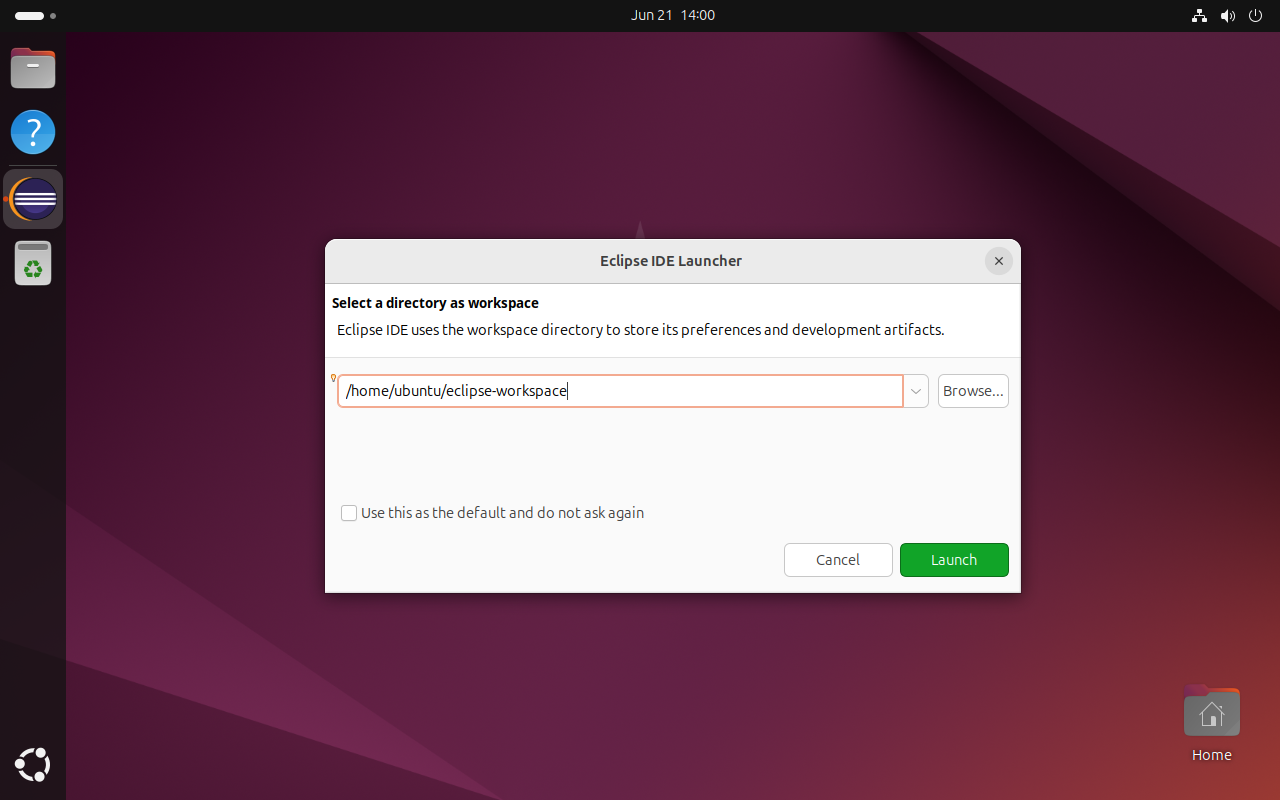 Jun 21 14:00
Eclipse IDE Launcher
Select a directory as workspace
Eclipse IDE uses the workspace directory to store its preferences and development artifacts.
/home/ubuntu/eclipse-workspace
Browse...
Use this as the default and do not ask again
Cancel
Launch
Home